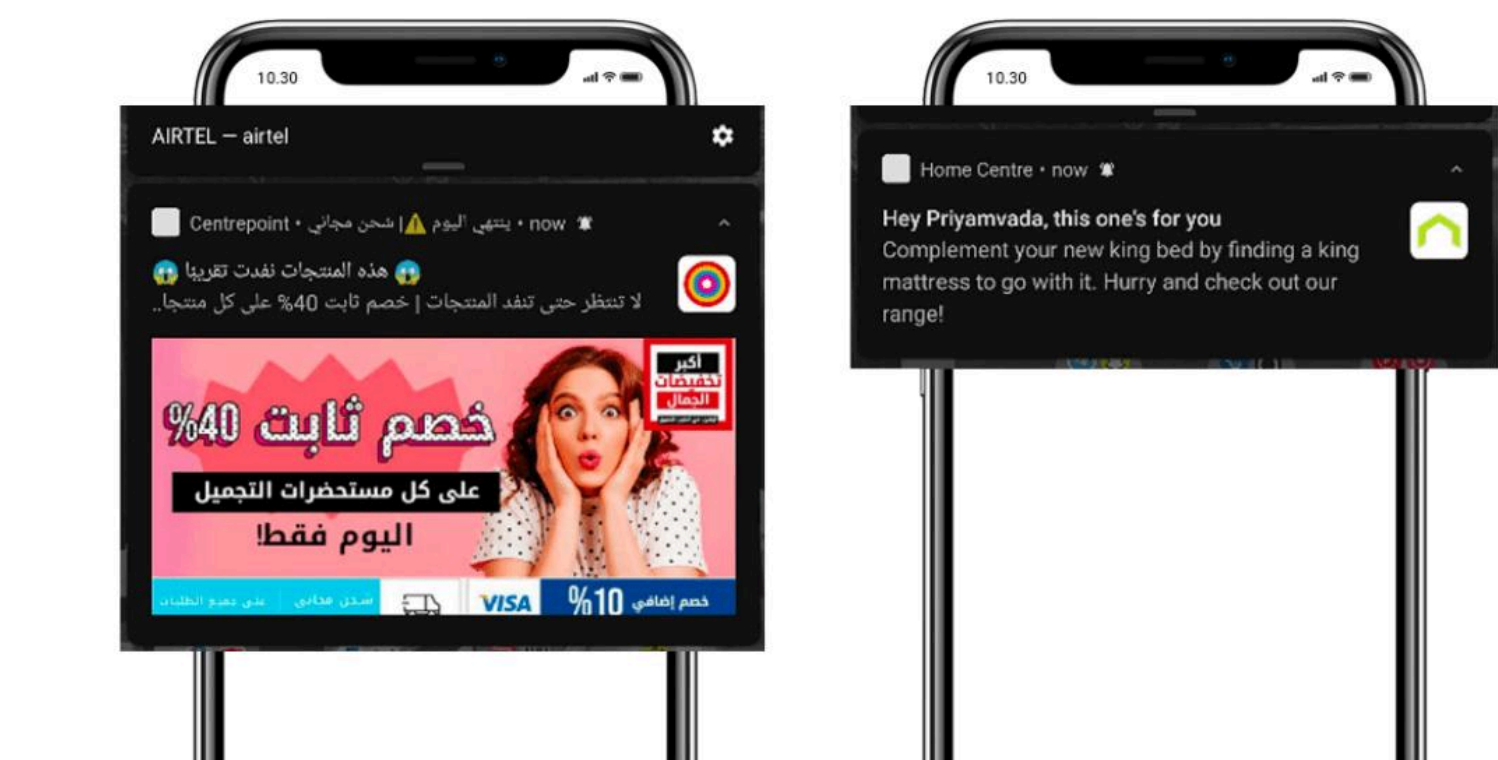 10.30
AIRTEL — airtel
Centrepoint • ينتهي اليوم ⚠️| شحن مجاني • now
😱 هذه المنتجات نفدت تقريبًا 😱
لا تنتظر حتى تنفد المنتجات | خصم ثابت 40% على كل منتجا..
أكبر
تخفيضات
الجمال
خصم ثابت 40%
على كل مستحضرات التجميل
اليوم فقط!
خصم إضافي 10%
VISA
شحن مجاني | على جميع الطلبات
10.30
Home Centre • now
Hey Priyamvada, this one's for you
Complement your new king bed by finding a king
mattress to go with it. Hurry and check out our
range!